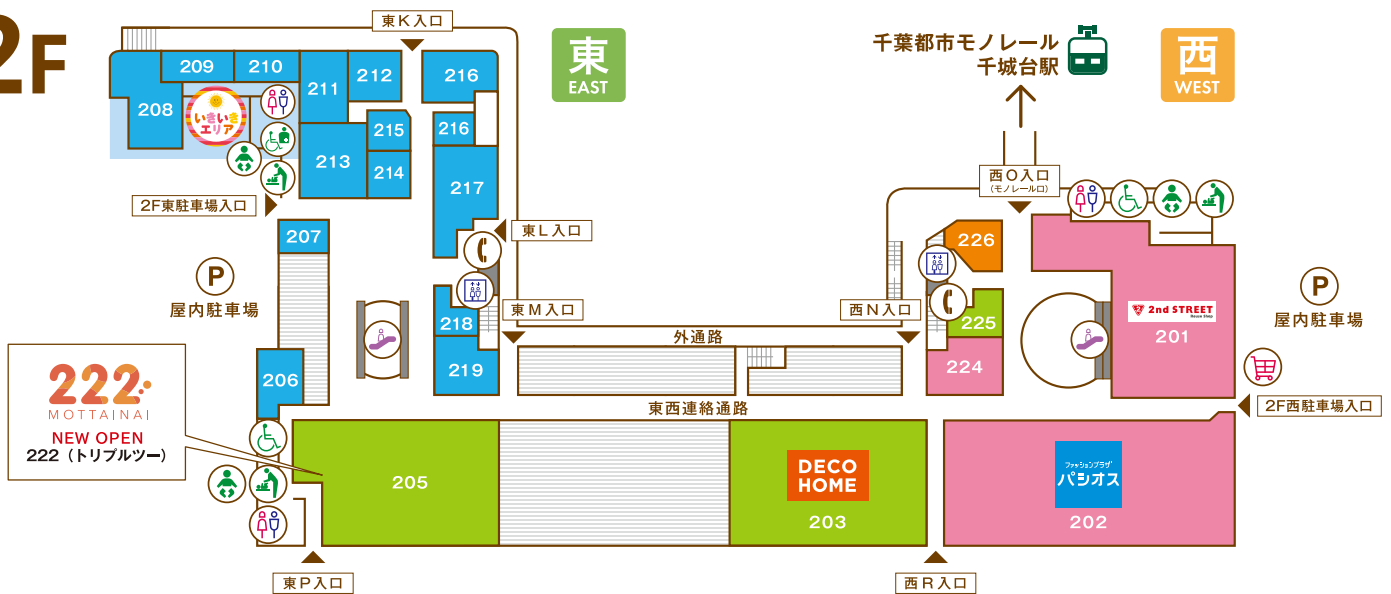 2F
東K入口
東
EAST
千葉都市モノレール
千城台駅
西
WEST
209
210
211
212
216
208
いきいき
エリア
215
216
213
214
217
西O入口
(モノレール口)
2F東駐車場入口
207
東L入口
226
P
屋内駐車場
P
屋内駐車場
東M入口
西N入口
218
225
2nd STREET
Reuse Shop
201
外通路
219
224
206
222
MOTTAINAI
NEW OPEN
222（トリプルツー）
東西連絡通路
2F西駐車場入口
205
DECO
HOME
203
ファッションプラザ
パシオス
202
東P入口
西R入口